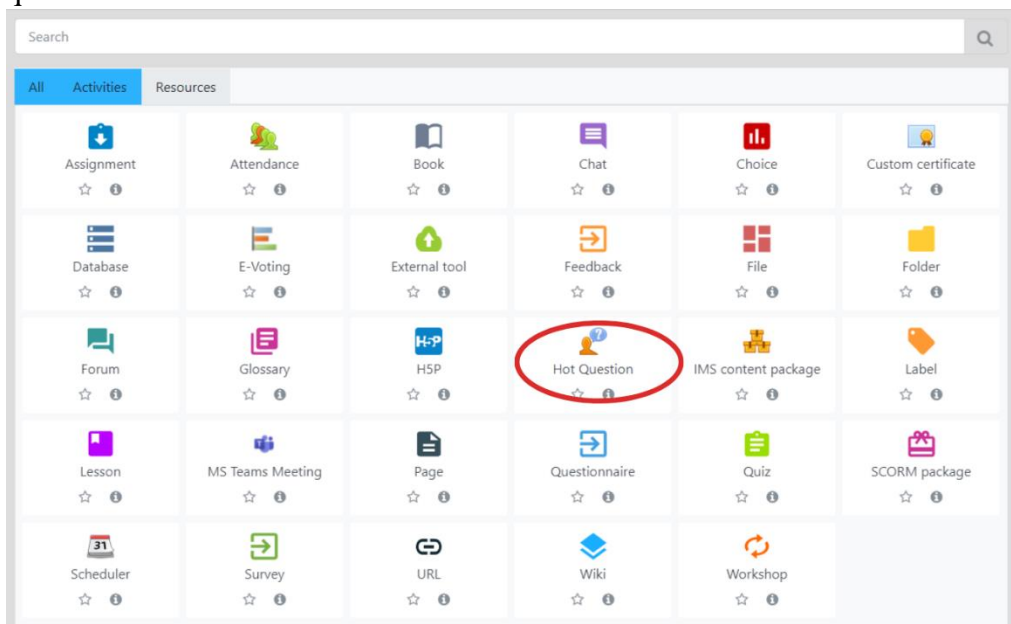 Search
All Activities Resources
Assignment Attendance Book Chat Choice Custom certificate
Database E-Voting External tool Feedback File Folder
Forum Glossary H5P Hot Question IMS content package Label
Lesson MS Teams Meeting Page Questionnaire Quiz SCORM package
31
Scheduler Survey URL Wiki Workshop